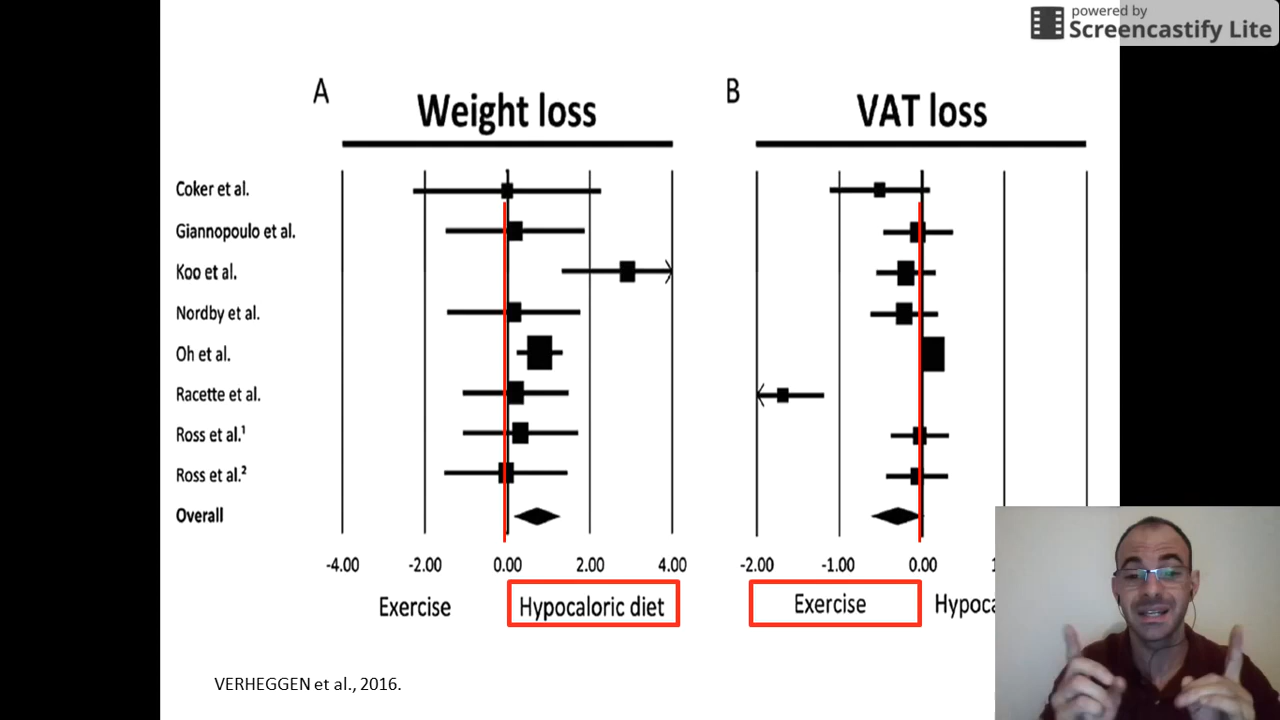 powered by
Screencastify Lite
A
Weight loss
B
VAT loss
Coker et al.
Giannopoulo et al.
Koo et al.
Nordby et al.
Oh et al.
Racette et al.
Ross et al.¹
Ross et al.²
Overall
-4.00 -2.00 0.00 2.00 4.00
-2.00 -1.00 0.00
Exercise Hypocaloric diet
Exercise
VERHEGGEN et al., 2016.